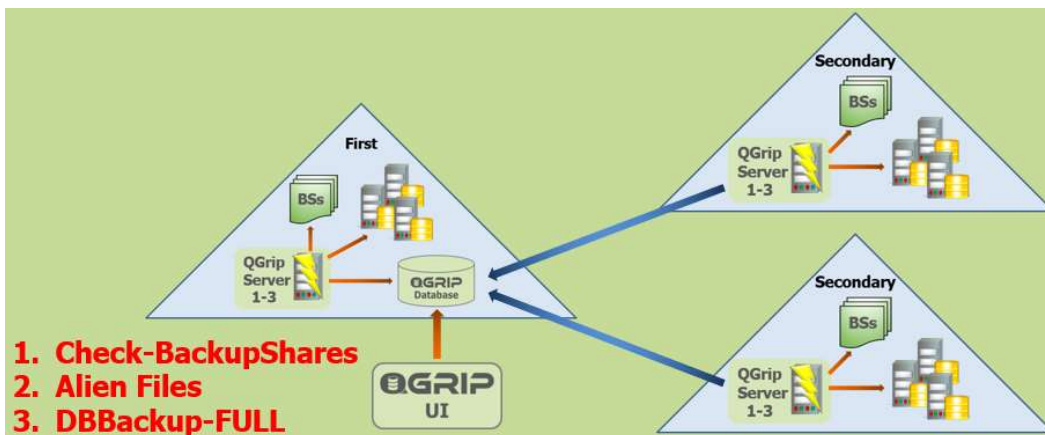 First
BSs
QGrip
Server
1-3
QGRIP
Database
1. Check-BackupShares
2. Alien Files
3. DBBackup-FULL
QGRIP
UI
Secondary
BSs
QGrip
Server
1-3
Secondary
BSs
QGrip
Server
1-3